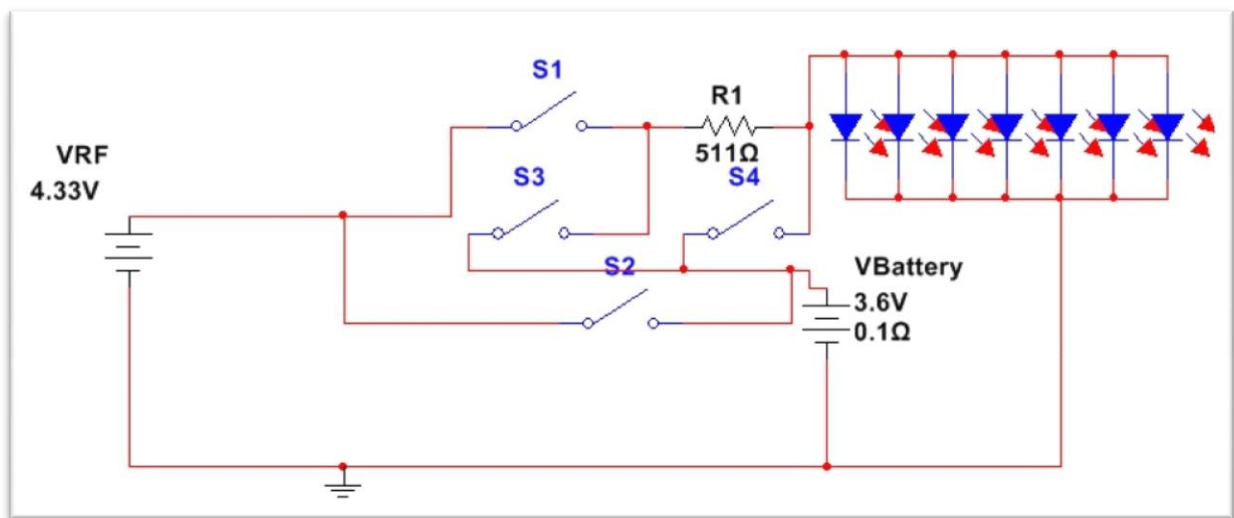 S1
R1
511Ω
VRF
4.33V
S3
S4
S2
VBattery
3.6V
0.1Ω